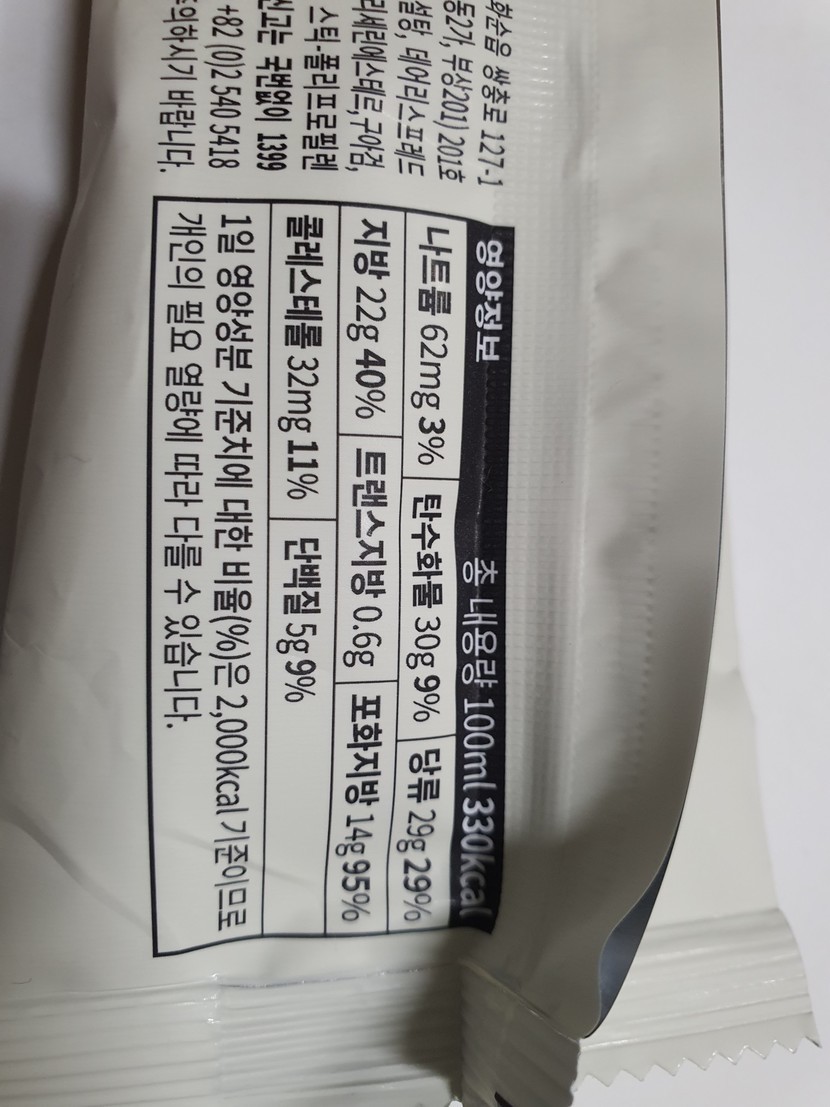 화순읍 쌍충로 127-1
동2가, 부상201) 201호
설탕, 데어리스프레드
리세린에스테르, 구아검,
스틱-폴리프로필렌
신고는 국번없이 1399
+82 (0)2 540 5418
의하시기 바랍니다.
영양정보 총 내용량 100ml 330kcal
나트륨 62mg 3% 탄수화물 30g 9% 당류 29g 29%
지방 22g 40% 트랜스지방 0.6g 포화지방 14g 95%
콜레스테롤 32mg 11% 단백질 5g 9%
1일 영양성분 기준치에 대한 비율(%)은 2,000kcal 기준이므로
개인의 필요 열량에 따라 다를 수 있습니다.